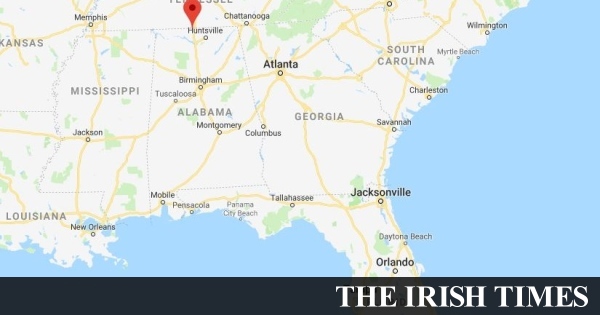 TENNESSEE
Memphis
Chattanooga
Huntsville
Wilmington
KANSAS
SOUTH
CAROLINA
Myrtle Beach
Atlanta
Birmingham
MISSISSIPPI
Tuscaloosa
Charleston
ALABAMA
GEORGIA
Montgomery
Columbus
Savannah
Jackson
Mobile
Pensacola
Tallahassee
Jacksonville
Panama
City Beach
LOUISIANA
New Orleans
Daytona Beach
Orlando
THE IRISH TIMES